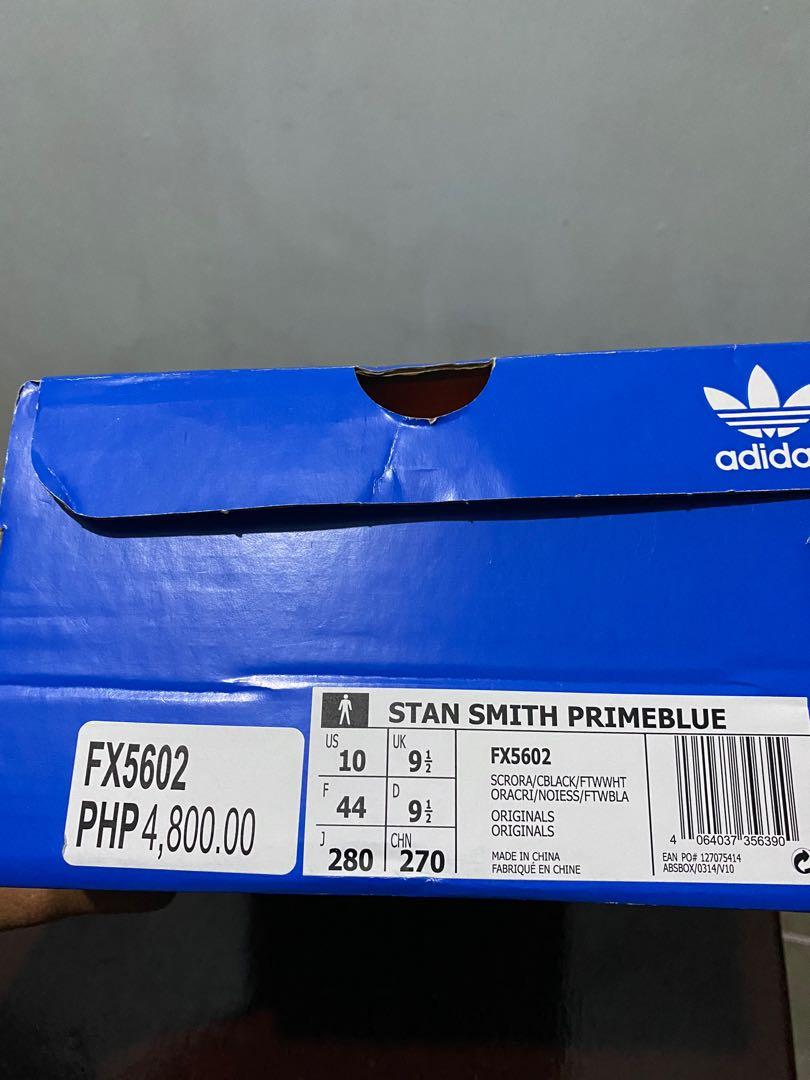 adida
STAN SMITH PRIMEBLUE
FX5602
PHP 4,800.00
US 10
UK 9½
F 44
D 9½
J 280
CHN 270
FX5602
SCRORA/CBLACK/FTWWHT
ORACRI/NOIESS/FTWBLA
ORIGINALS
ORIGINALS
MADE IN CHINA
FABRIQUÉ EN CHINE
4 064037 356390
EAN PO# 127075414
ABSBOX/0314/V10